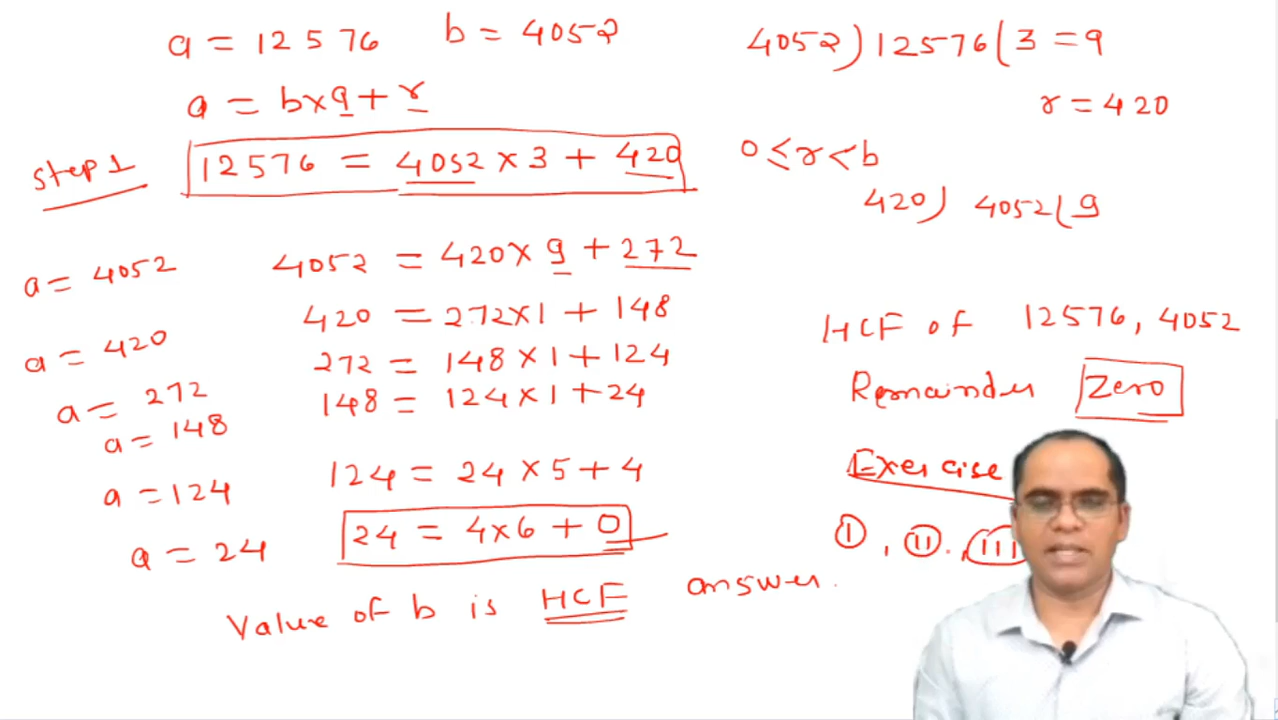 a = 12576 b = 4052
a = b×q + r
step 1 12576 = 4052 × 3 + 420
a = 4052 4052 = 420 × 9 + 272
a = 420 420 = 272×1 + 148
a = 272 272 = 148 × 1 + 124
a = 148 148 = 124 × 1 + 24
a = 124 124 = 24 × 5 + 4
a = 24 24 = 4×6 + 0
Value of b is HCF answer.
4052) 12576 (3 = q
r = 420
0 ≤ r < b
420) 4052 (9
HCF of 12576, 4052
Remainder Zero
Exercise
I, II, III